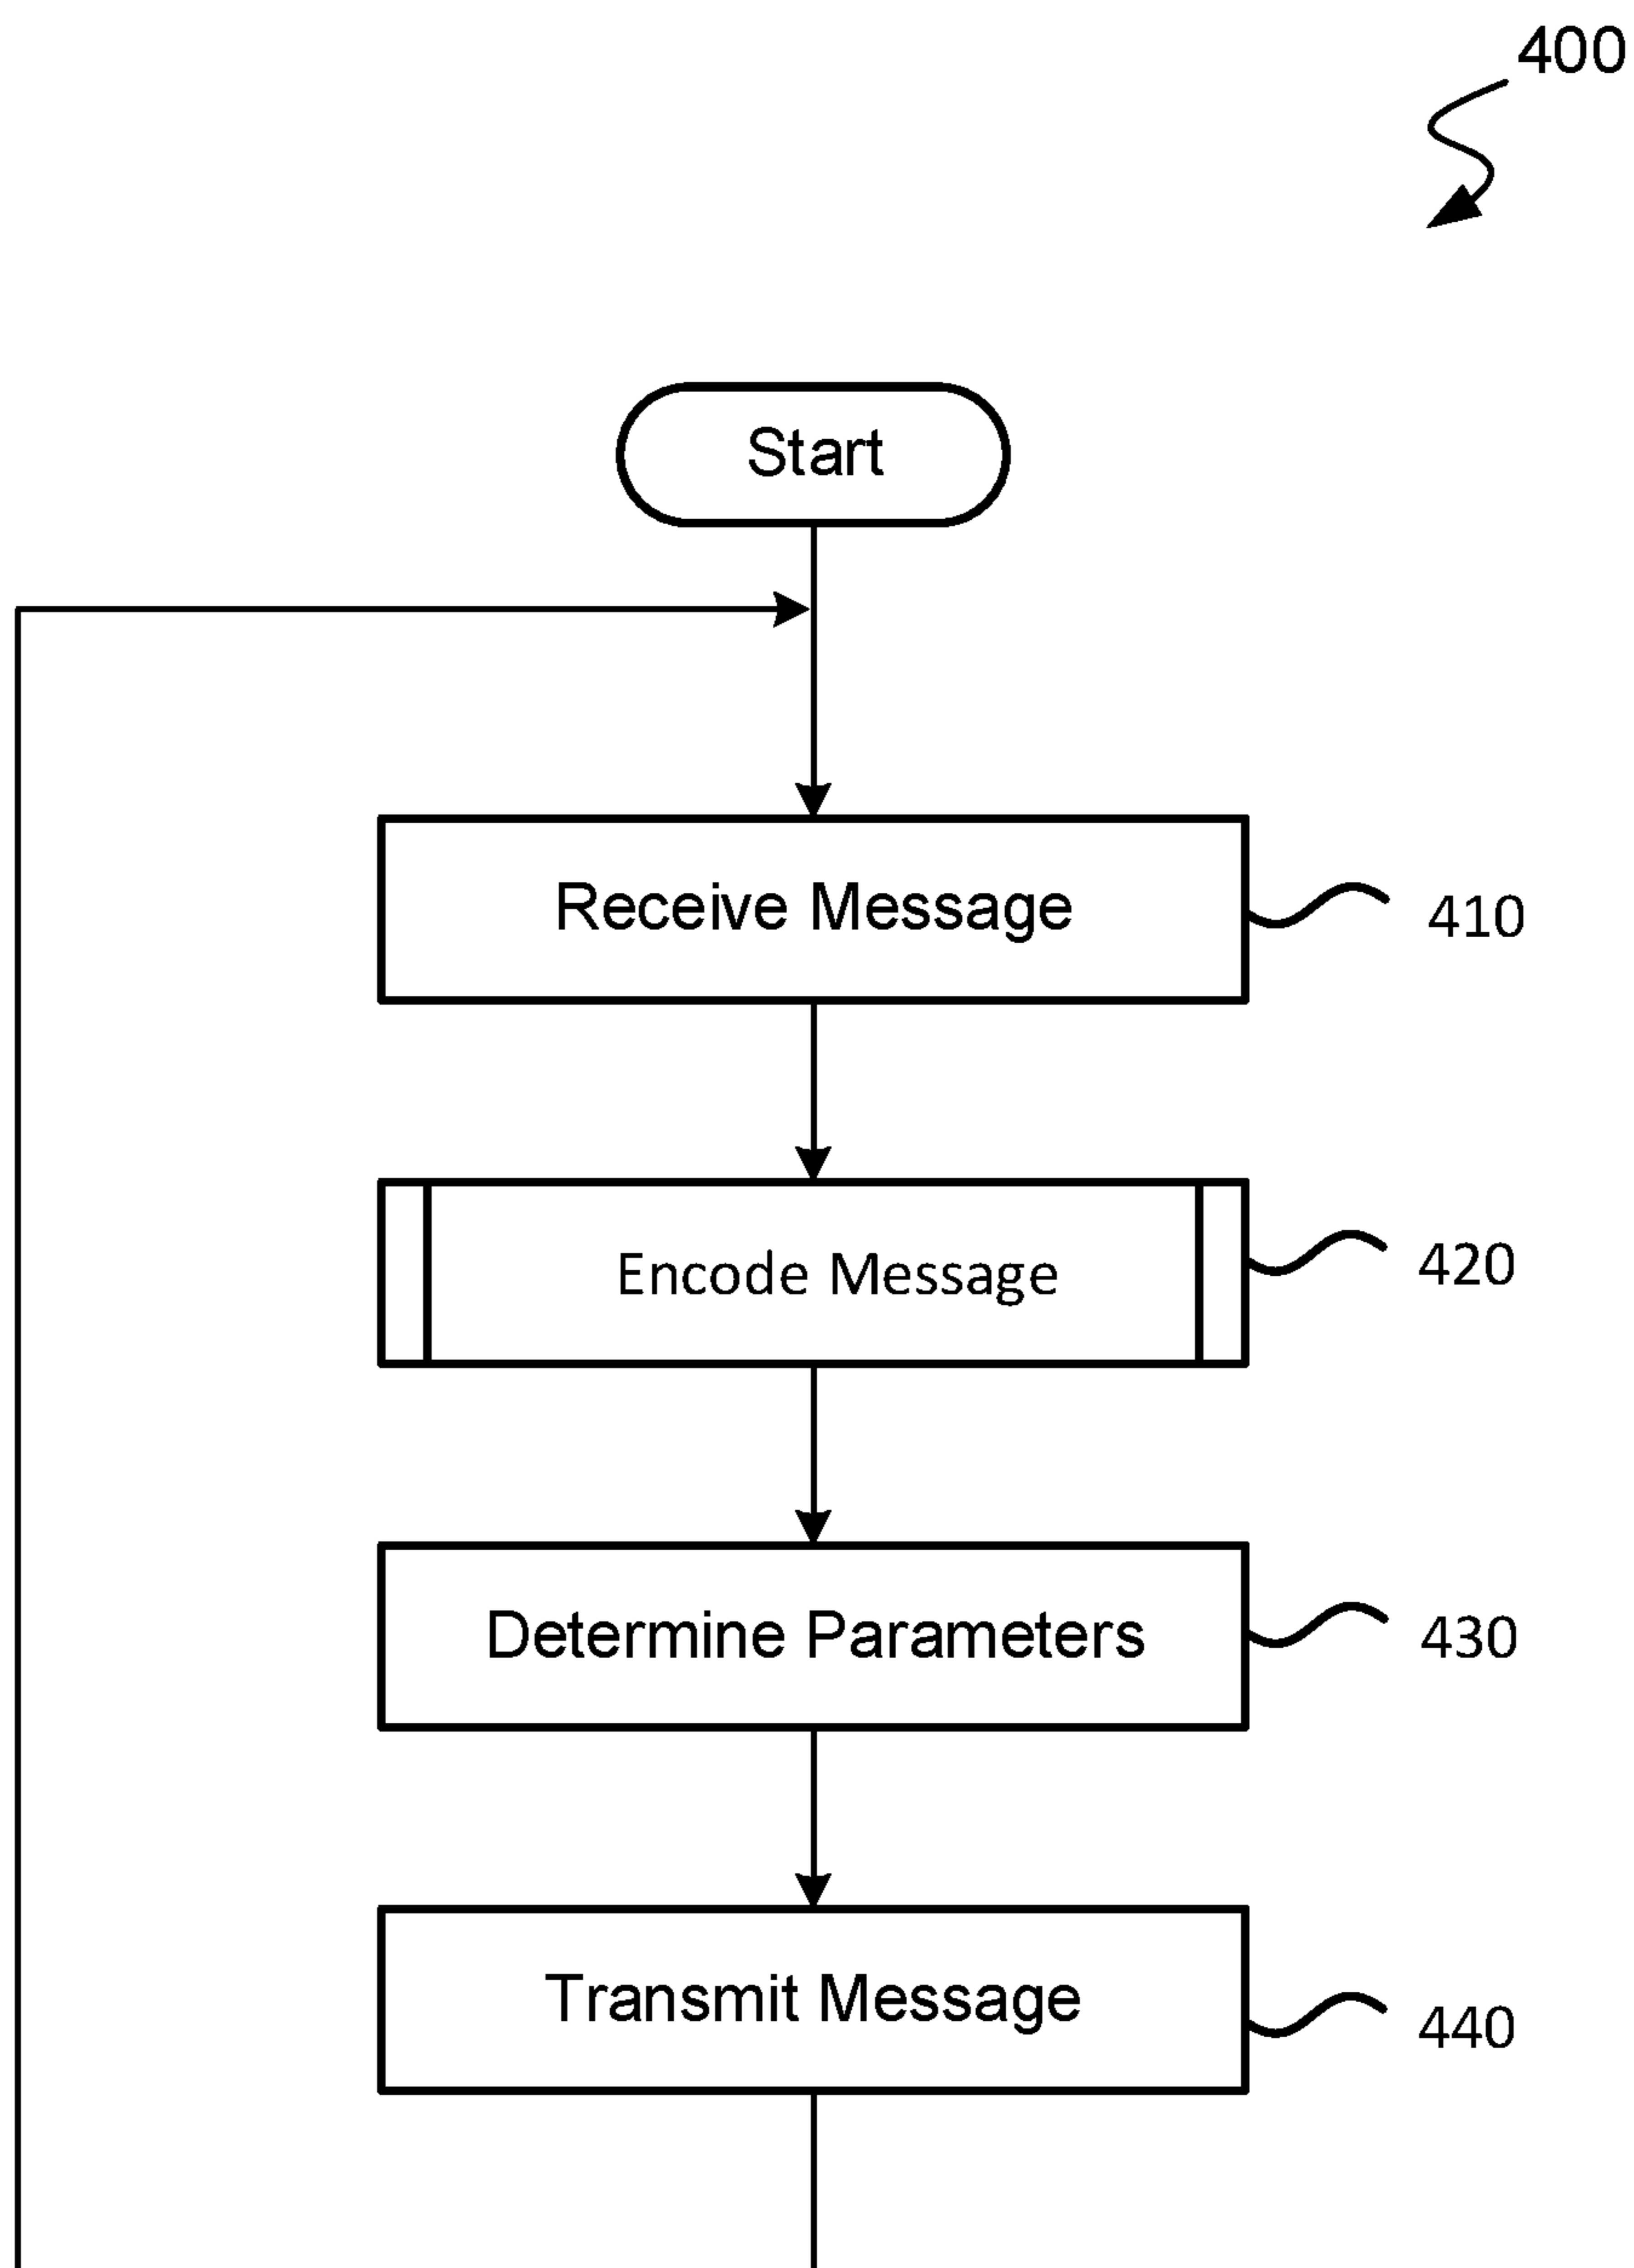 400
Start
Receive Message
410
Encode Message
420
Determine Parameters
430
Transmit Message
440